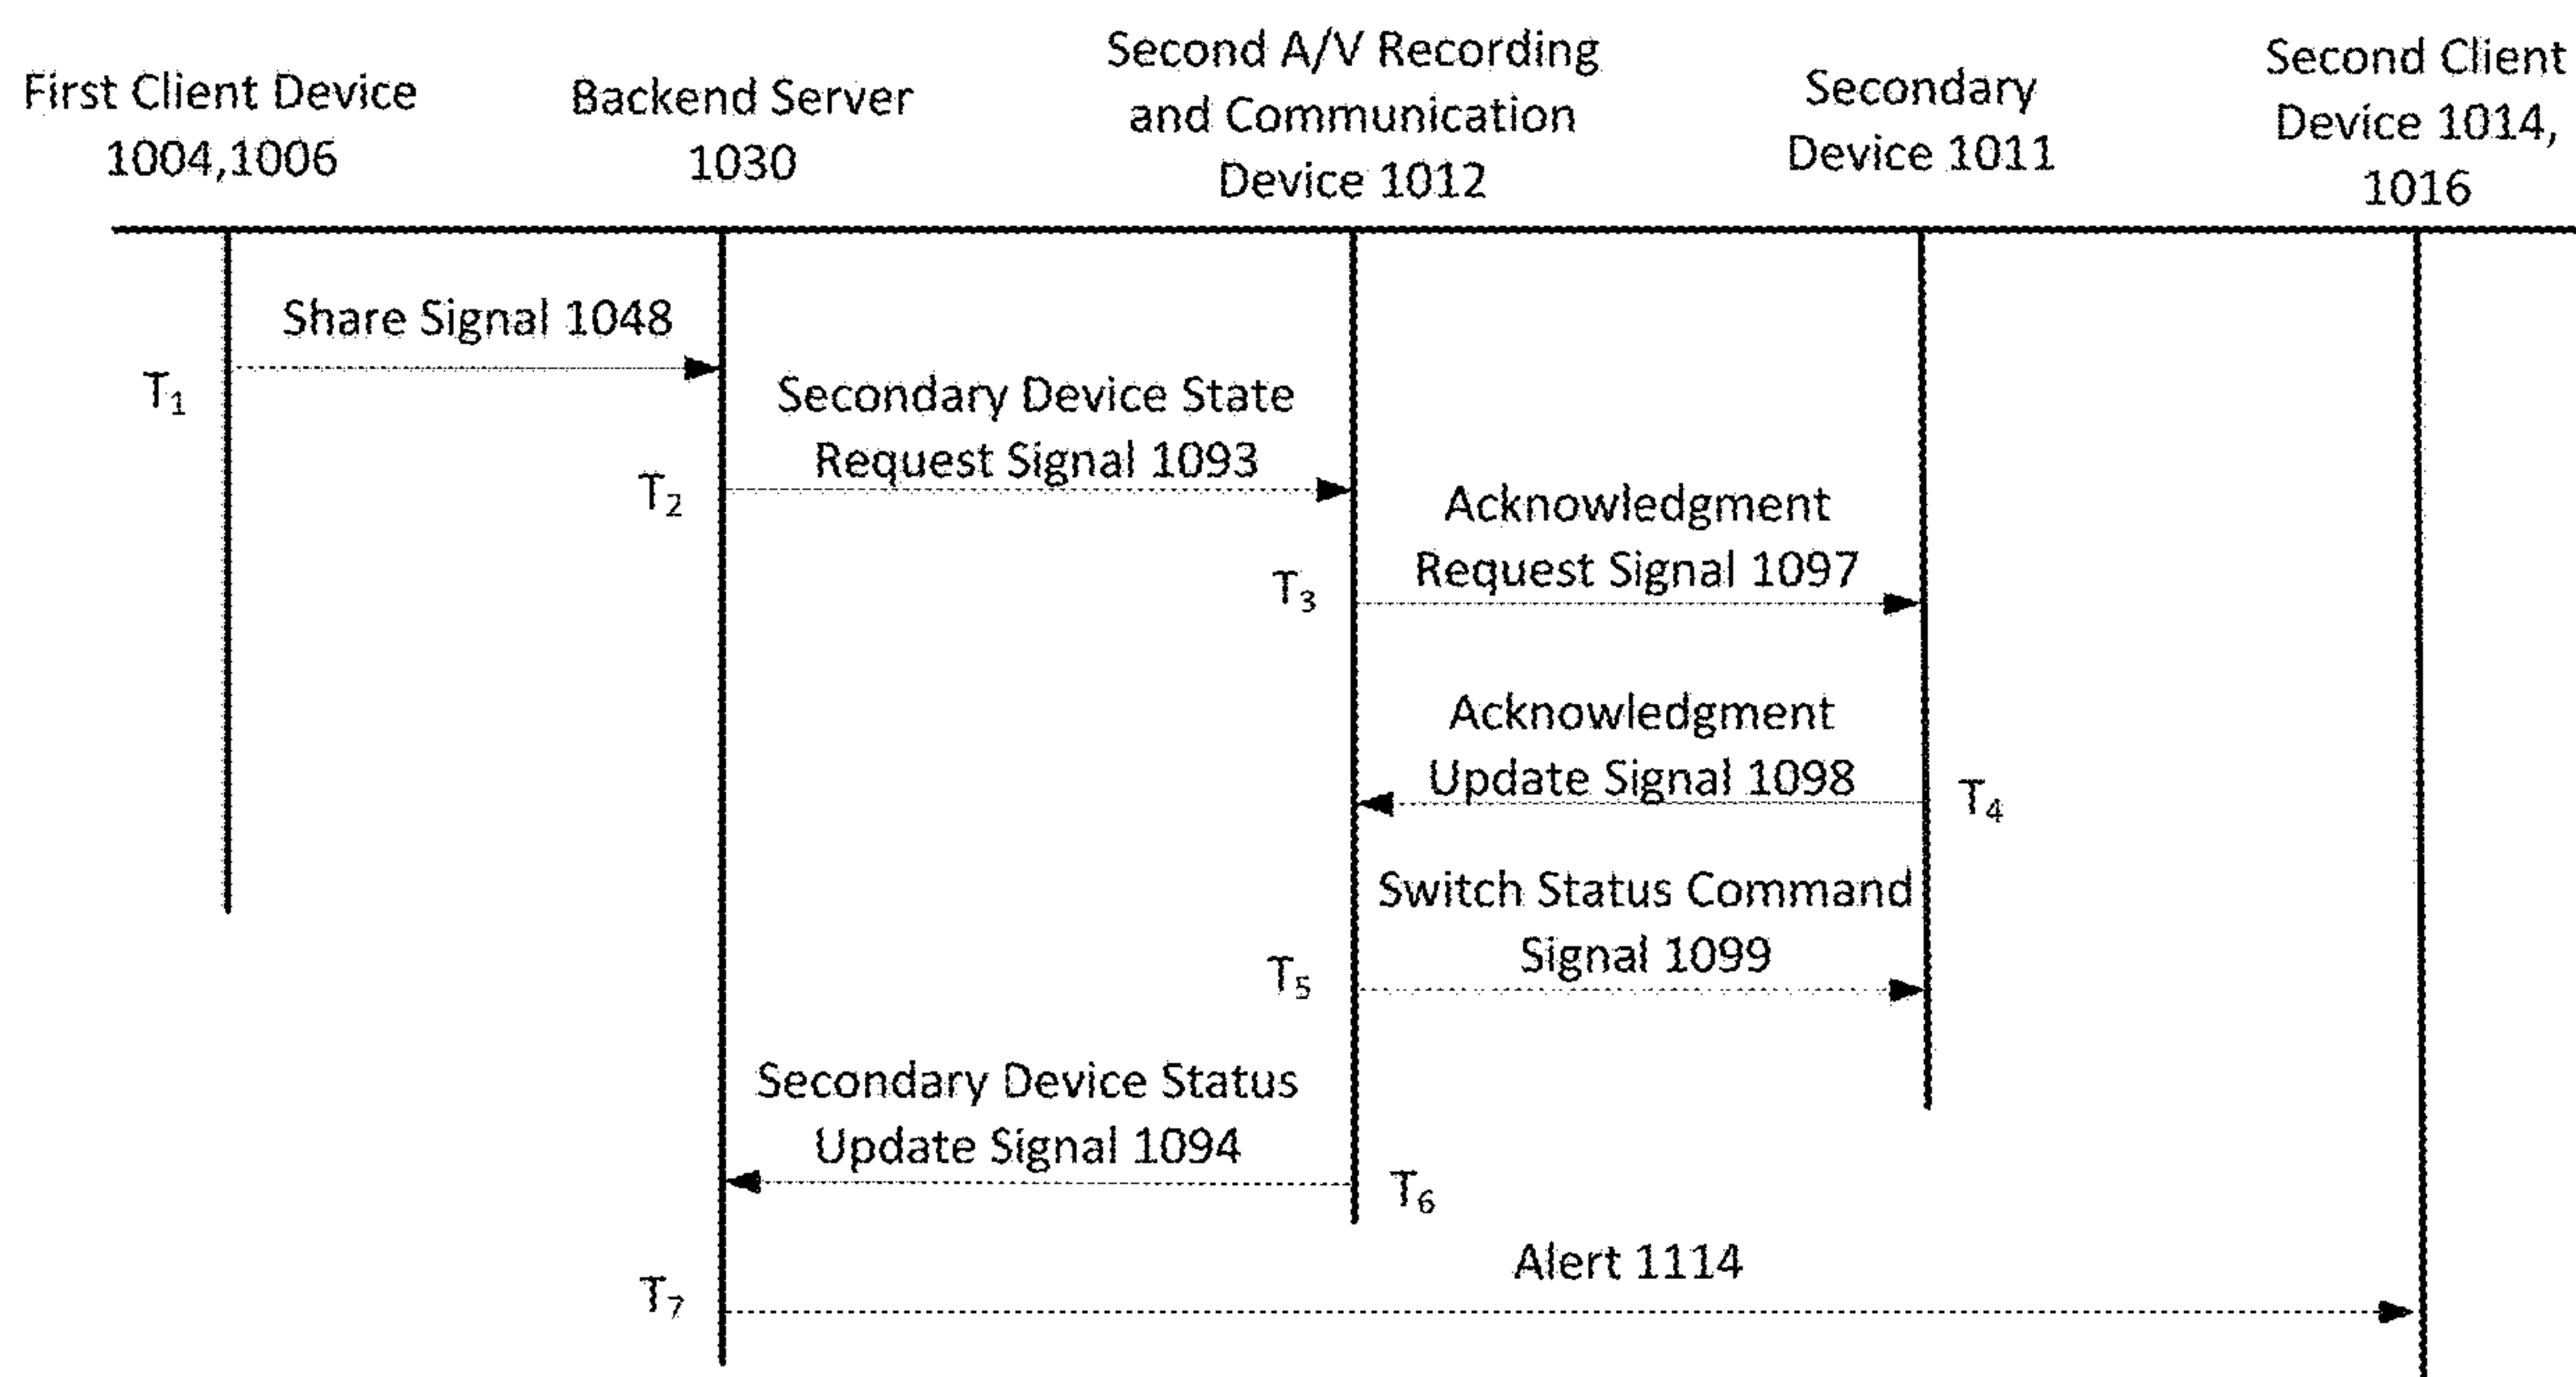 First Client Device
1004,1006
Backend Server
1030
Second A/V Recording
and Communication
Device 1012
Secondary
Device 1011
Second Client
Device 1014,
1016
Share Signal 1048
T₁
Secondary Device State
Request Signal 1093
T₂
Acknowledgment
Request Signal 1097
T₃
Acknowledgment
Update Signal 1098
T₄
Switch Status Command
Signal 1099
T₅
Secondary Device Status
Update Signal 1094
T₆
Alert 1114
T₇